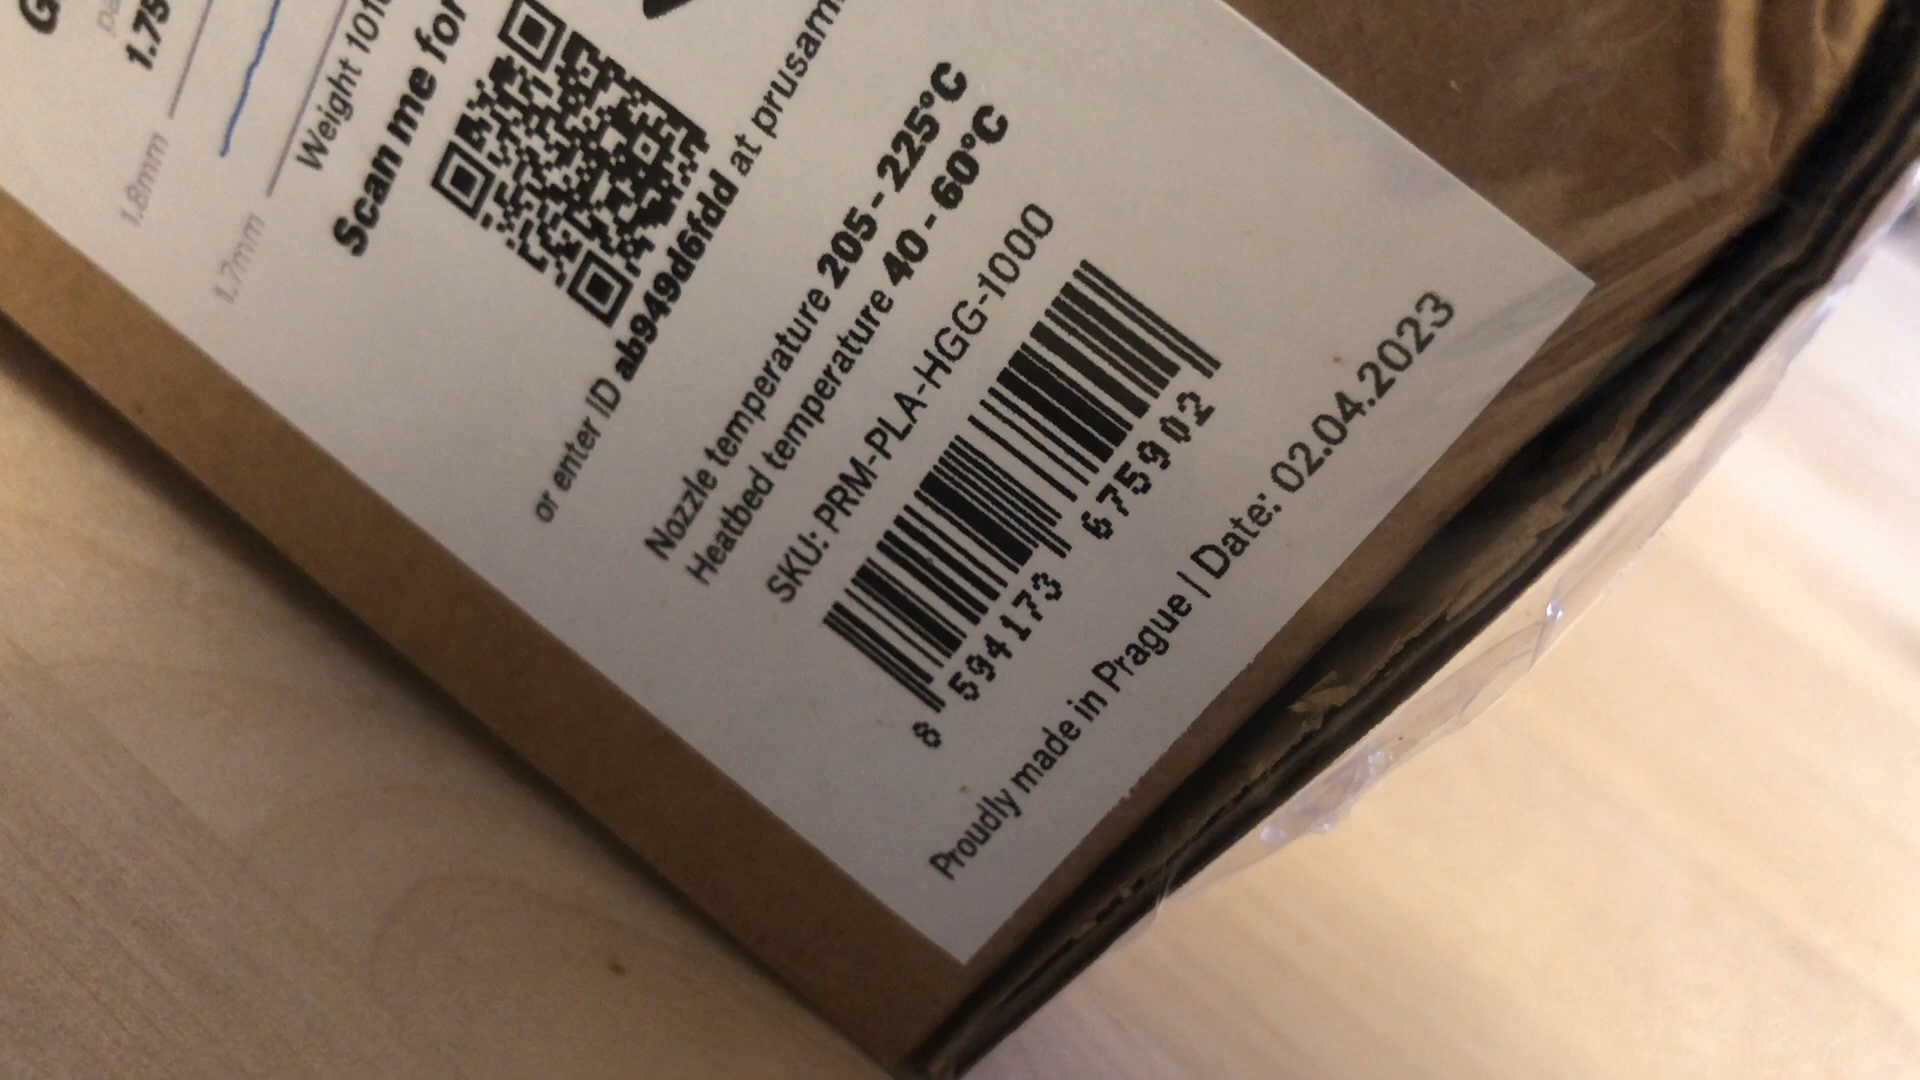 1.75
1.8mm
1.7mm
Weight 101
Scan me for
or enter ID ab949d6fdd at prusam
Nozzle temperature 205 - 225°C
Heatbed temperature 40 - 60°C
SKU: PRM-PLA-HGG-1000
8 594173 675902
Proudly made in Prague | Date: 02.04.2023